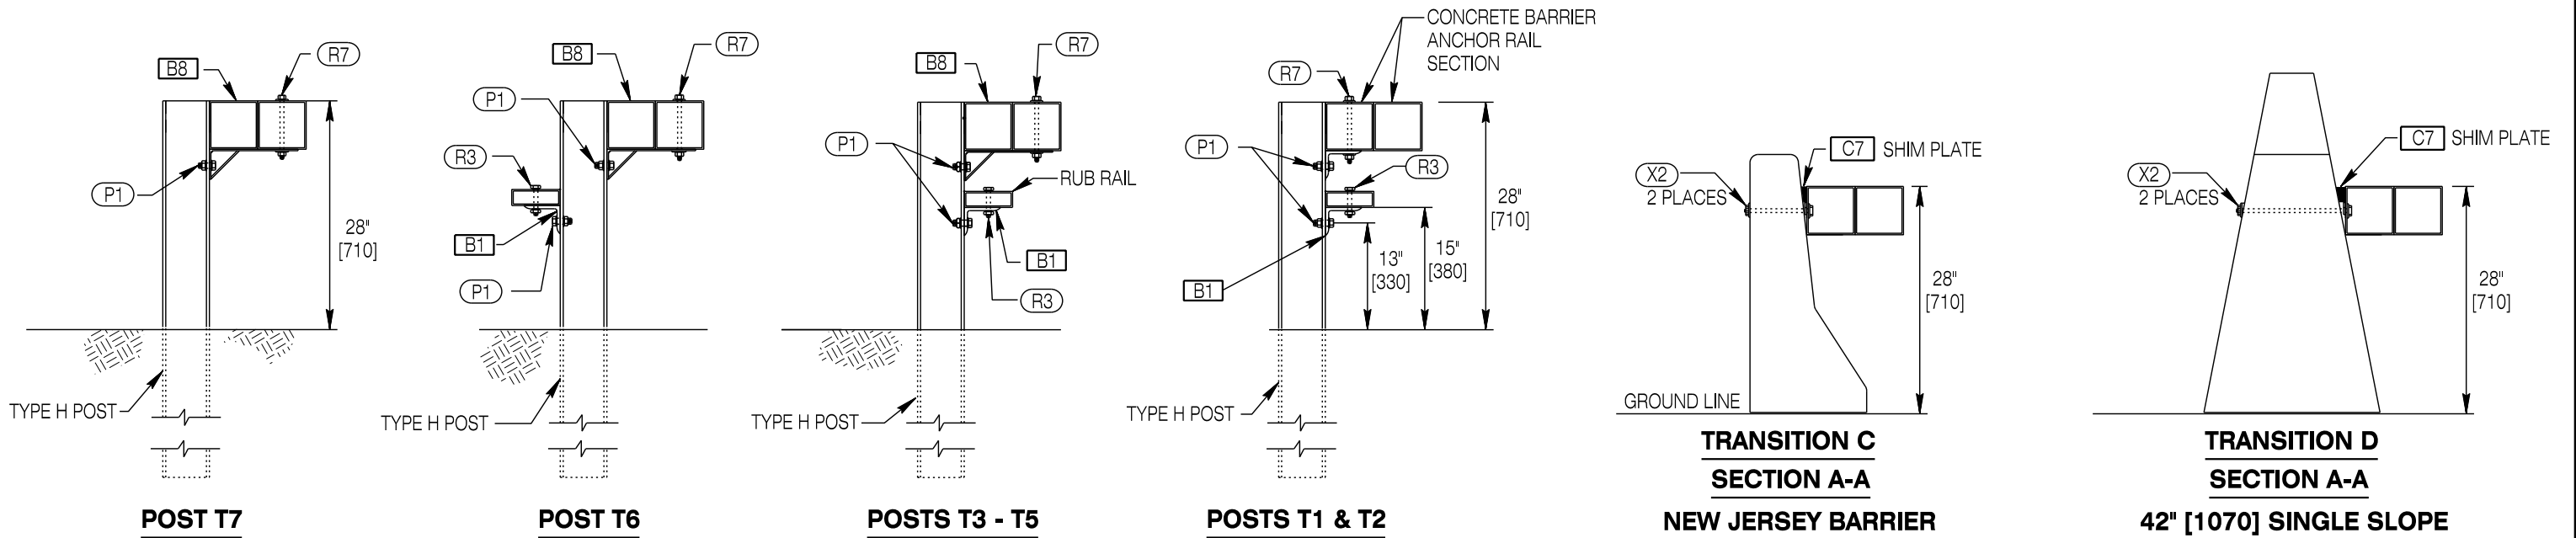 B8
R7
P1
28"
[710]
TYPE H POST
POST T7
B8
R7
P1
R3
B1
P1
TYPE H POST
POST T6
B8
R7
P1
RUB RAIL
B1
R3
TYPE H POST
POSTS T3 - T5
CONCRETE BARRIER
ANCHOR RAIL
SECTION
R7
P1
R3
28"
[710]
15"
[380]
13"
[330]
B1
TYPE H POST
POSTS T1 & T2
C7 SHIM PLATE
X2
2 PLACES
28"
[710]
GROUND LINE
TRANSITION C
SECTION A-A
NEW JERSEY BARRIER
C7 SHIM PLATE
X2
2 PLACES
28"
[710]
TRANSITION D
SECTION A-A
42" [1070] SINGLE SLOPE